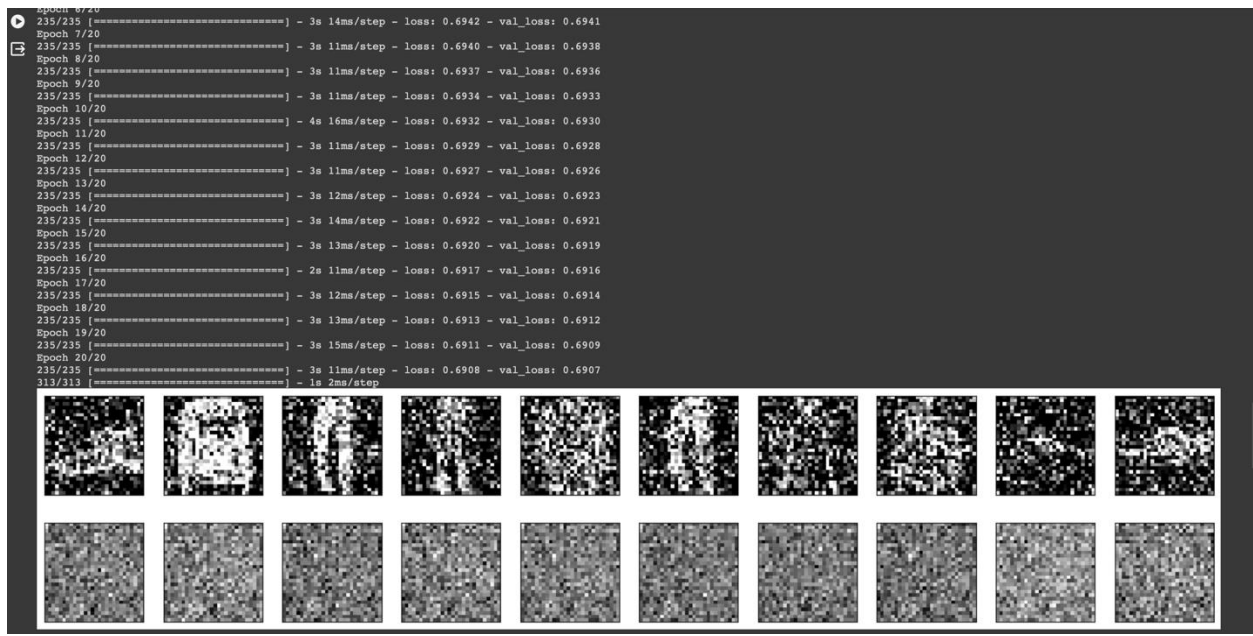 Epoch 6/20
235/235 [==============================] - 3s 14ms/step - loss: 0.6942 - val_loss: 0.6941
Epoch 7/20
235/235 [==============================] - 3s 11ms/step - loss: 0.6940 - val_loss: 0.6938
Epoch 8/20
235/235 [==============================] - 3s 11ms/step - loss: 0.6937 - val_loss: 0.6936
Epoch 9/20
235/235 [==============================] - 3s 11ms/step - loss: 0.6934 - val_loss: 0.6933
Epoch 10/20
235/235 [==============================] - 4s 16ms/step - loss: 0.6932 - val_loss: 0.6930
Epoch 11/20
235/235 [==============================] - 3s 11ms/step - loss: 0.6929 - val_loss: 0.6928
Epoch 12/20
235/235 [==============================] - 3s 11ms/step - loss: 0.6927 - val_loss: 0.6926
Epoch 13/20
235/235 [==============================] - 3s 12ms/step - loss: 0.6924 - val_loss: 0.6923
Epoch 14/20
235/235 [==============================] - 3s 14ms/step - loss: 0.6922 - val_loss: 0.6921
Epoch 15/20
235/235 [==============================] - 3s 13ms/step - loss: 0.6920 - val_loss: 0.6919
Epoch 16/20
235/235 [==============================] - 2s 11ms/step - loss: 0.6917 - val_loss: 0.6916
Epoch 17/20
235/235 [==============================] - 3s 12ms/step - loss: 0.6915 - val_loss: 0.6914
Epoch 18/20
235/235 [==============================] - 3s 13ms/step - loss: 0.6913 - val_loss: 0.6912
Epoch 19/20
235/235 [==============================] - 3s 15ms/step - loss: 0.6911 - val_loss: 0.6909
Epoch 20/20
235/235 [==============================] - 3s 11ms/step - loss: 0.6908 - val_loss: 0.6907
313/313 [==============================] - 1s 2ms/step